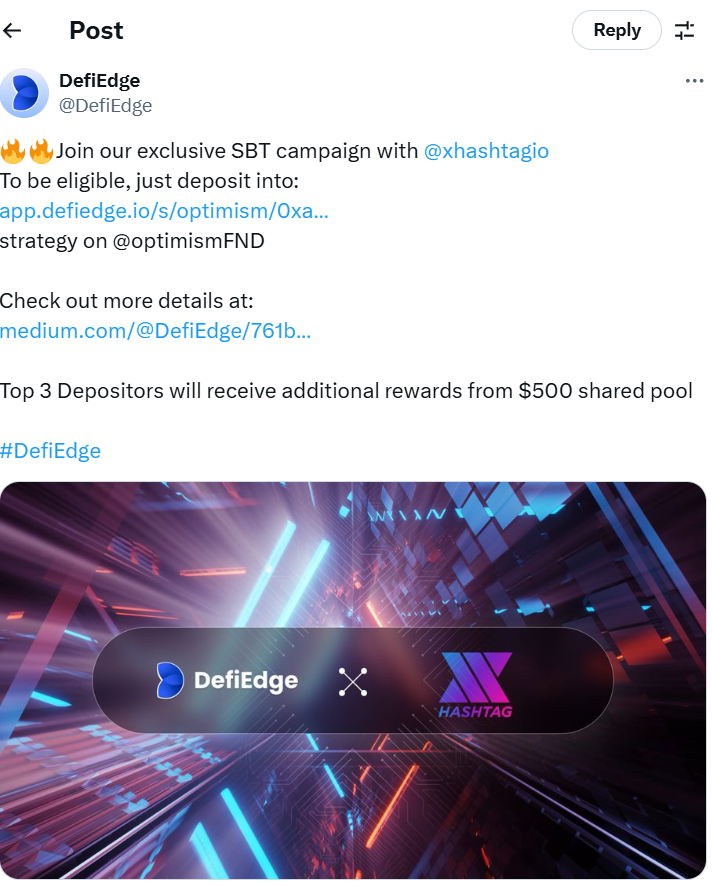 Post
Reply
DefiEdge
@DefiEdge
🔥🔥Join our exclusive SBT campaign with @xhashtagio
To be eligible, just deposit into:
app.defiedge.io/s/optimism/0xa...
strategy on @optimismFND
Check out more details at:
medium.com/@DefiEdge/761b...
Top 3 Depositors will receive additional rewards from $500 shared pool
#DefiEdge
DefiEdge
HASHTAG